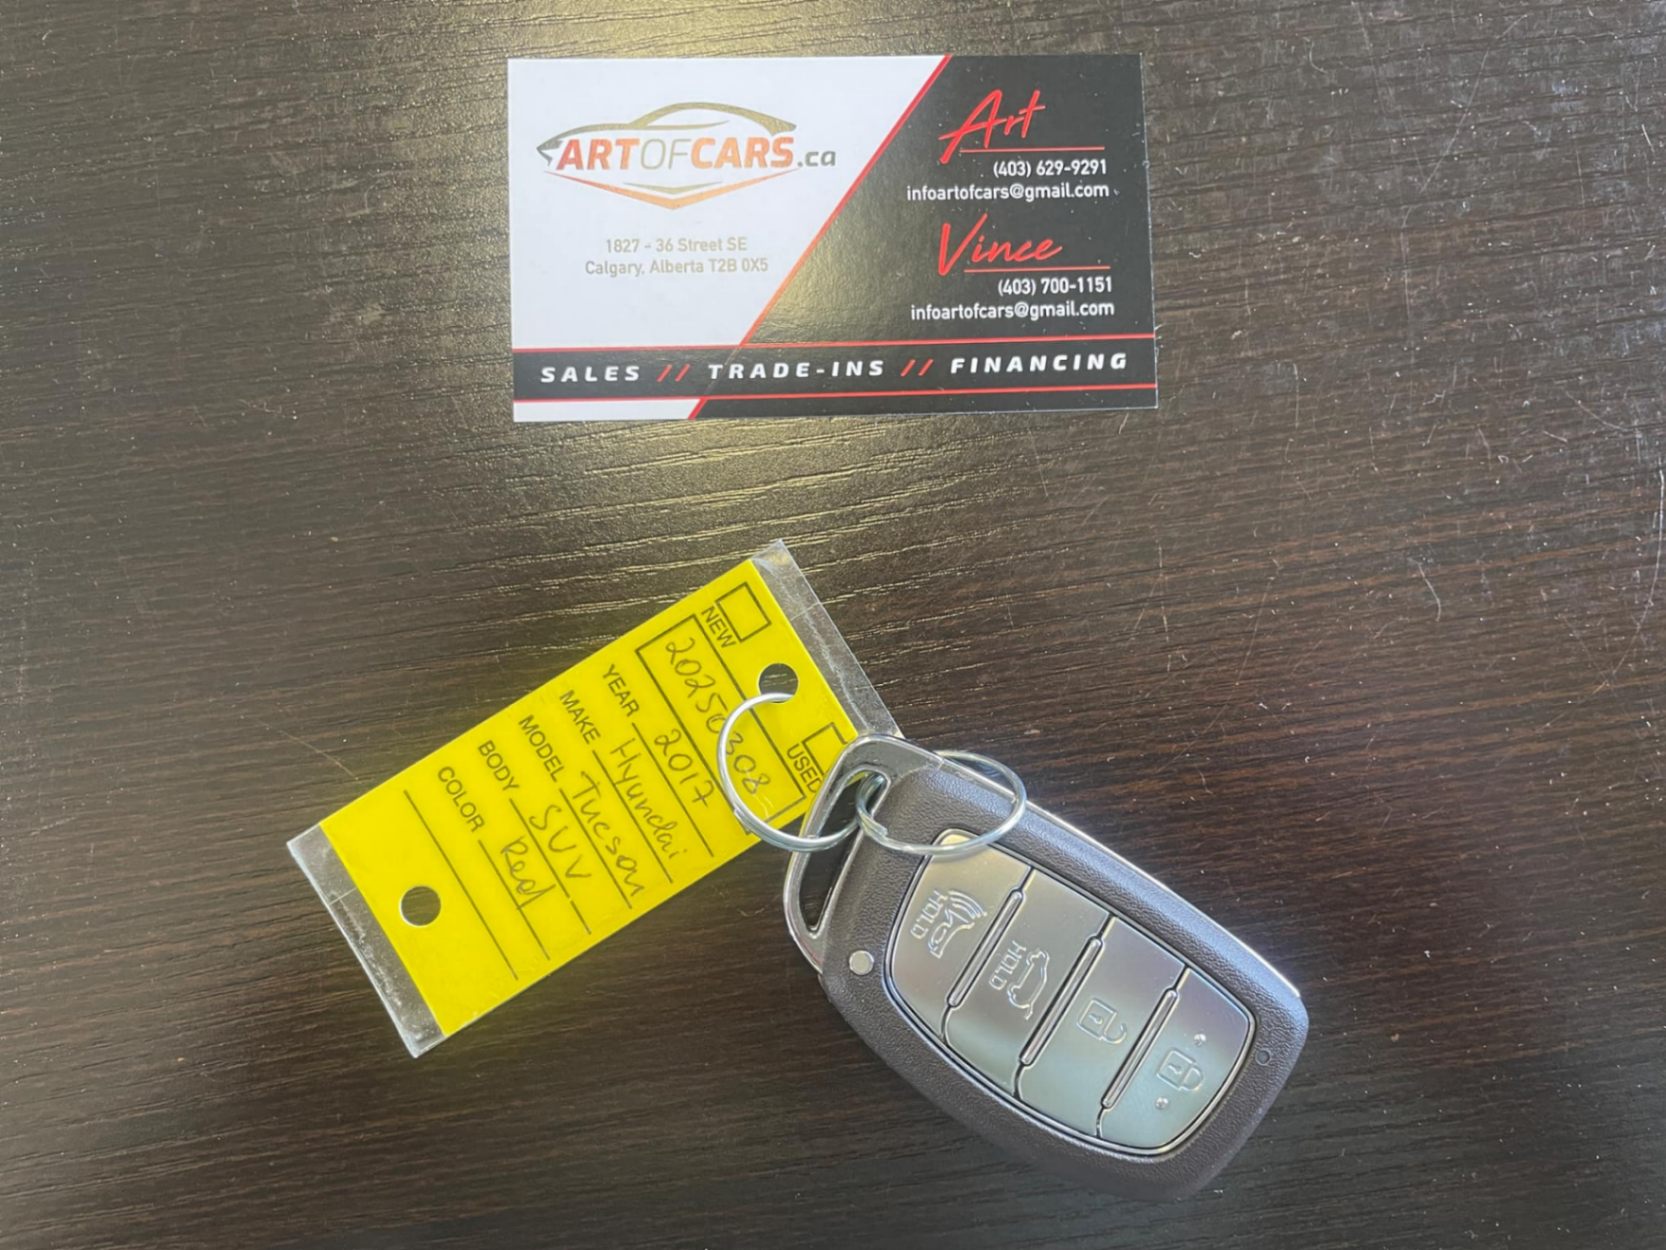 ARTOFCARS.ca
1827 - 36 Street SE
Calgary, Alberta T2B 0X5
Art
(403) 629-9291
infoartofcars@gmail.com
Vince
(403) 700-1151
infoartofcars@gmail.com
SALES // TRADE-INS // FINANCING
NEW
USED
20250308
YEAR 2017
MAKE Hyundai
MODEL Tucson
BODY SUV
COLOR Red
HOLD
HOLD